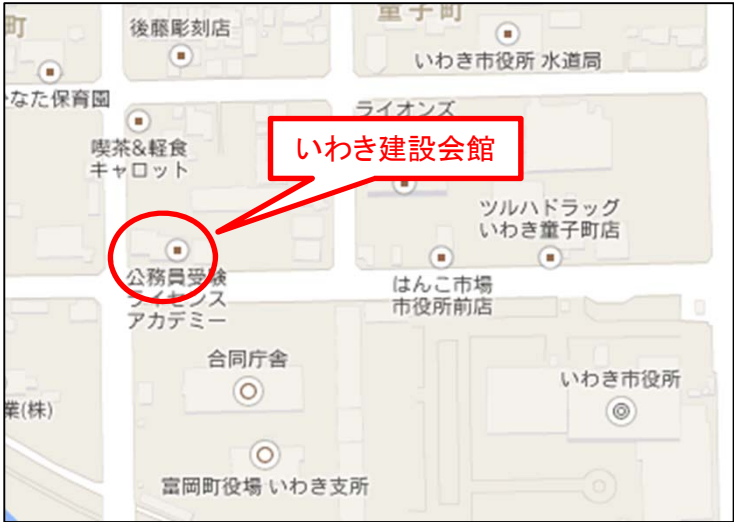 町
後藤彫刻店
童子町
いわき市役所 水道局
なた保育園
喫茶&軽食
キャロット
ライオンズ
いわき建設会館
ツルハドラッグ
いわき童子町店
公務員受験
ライセンス
アカデミー
はんこ市場
市役所前店
合同庁舎
いわき市役所
業(株)
富岡町役場 いわき支所